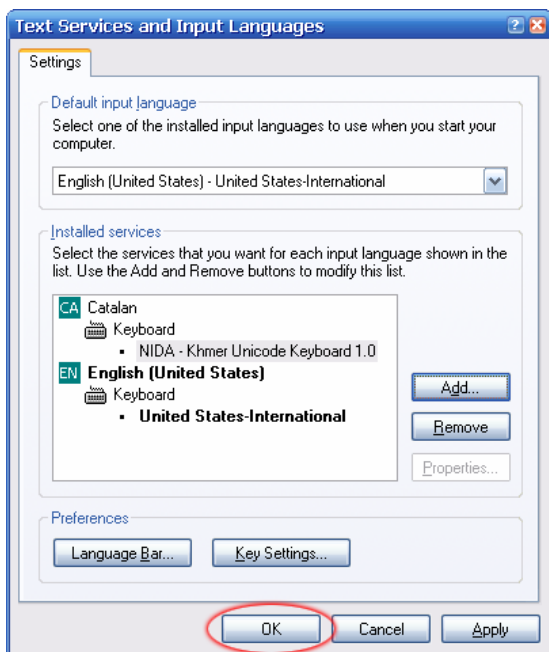 Text Services and Input Languages
Settings
Default input language
Select one of the installed input languages to use when you start your
computer.
English (United States) - United States-International
Installed services
Select the services that you want for each input language shown in the
list. Use the Add and Remove buttons to modify this list.
CA Catalan
Keyboard
• NIDA - Khmer Unicode Keyboard 1.0
EN English (United States)
Keyboard
• United States-International
Add...
Remove
Properties...
Preferences
Language Bar...
Key Settings...
OK
Cancel
Apply